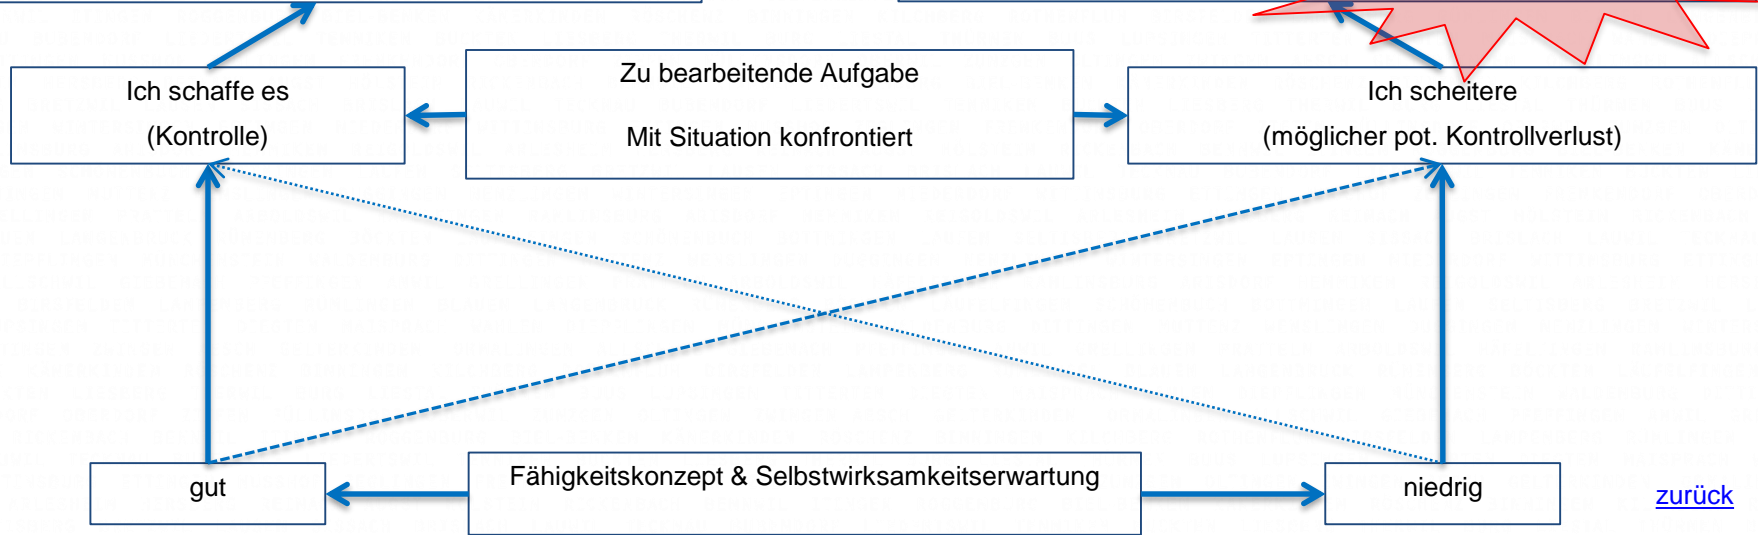 Zu bearbeitende Aufgabe
Mit Situation konfrontiert
Ich schaffe es
(Kontrolle)
Ich scheitere
(möglicher pot. Kontrollverlust)
gut
Fähigkeitskonzept & Selbstwirksamkeitserwartung
niedrig
zurück